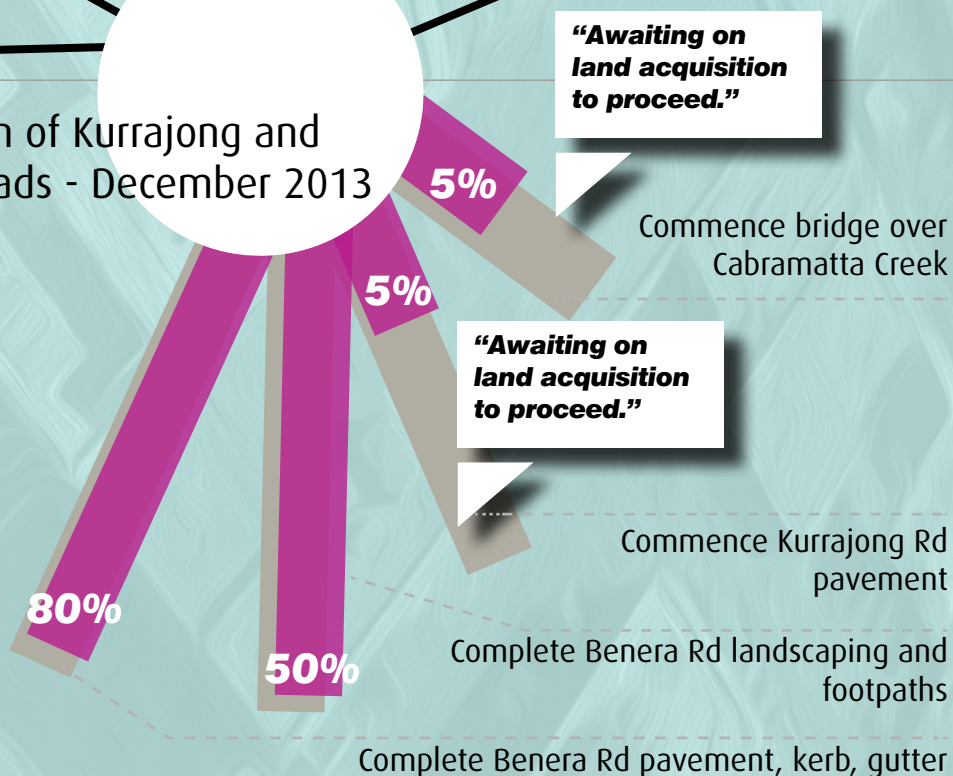 “Awaiting on
land acquisition
to proceed.”
of Kurrajong and
- December 2013
5%
Commence bridge over
Cabramatta Creek
5%
“Awaiting on
land acquisition
to proceed.”
Commence Kurrajong Rd
pavement
80%
Complete Benera Rd landscaping and
footpaths
50%
Complete Benera Rd pavement, kerb, gutter